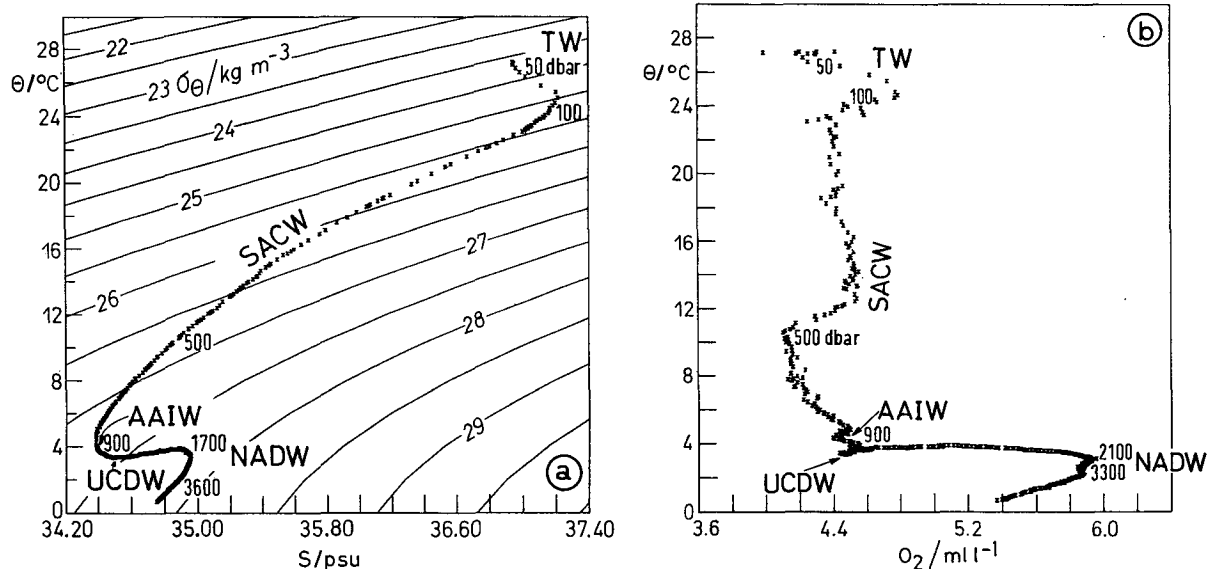 28
24
20
16
12
8
4
0
θ/°C
22
23 σθ/kg m⁻³
24
25
26
27
28
29
TW
50 dbar
100
SACW
500
AAIW
900
1700
NADW
UCDW
3600
a
34.20
35.00
35.80
36.60
37.40
S/psu
b
28
24
20
16
12
8
4
0
θ/°C
50
TW
100
SACW
500 dbar
AAIW
900
UCDW
2100
NADW
3300
3.6
4.4
5.2
6.0
O₂/ml l⁻¹